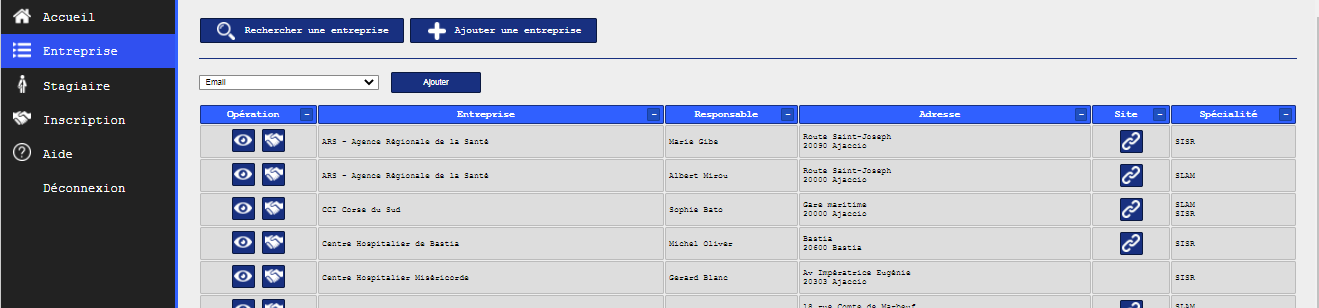 Accueil
Entreprise
Stagiaire
Inscription
Aide
Déconnexion
Rechercher une entreprise
Ajouter une entreprise
Email
Ajouter
Opération - Entreprise - Responsable - Adresse - Site - Spécialité -
ARS - Agence Régionale de la Santé Marie Gibe Route Saint-Joseph
20090 Ajaccio SISR
ARS - Agence Régionale de la Santé Albert Mirou Route Saint-Joseph
20000 Ajaccio SLAM
CCI Corse du Sud Sophie Bato Gare maritime
20000 Ajaccio SLAM
SISR
Centre Hospitalier de Bastia Michel Oliver Bastia
20600 Bastia SISR
Centre Hospitalier Miséricorde Gérard Blanc Av Impératrice Eugénie
20303 Ajaccio SISR
18 rue Comte de Marbeuf SLAM